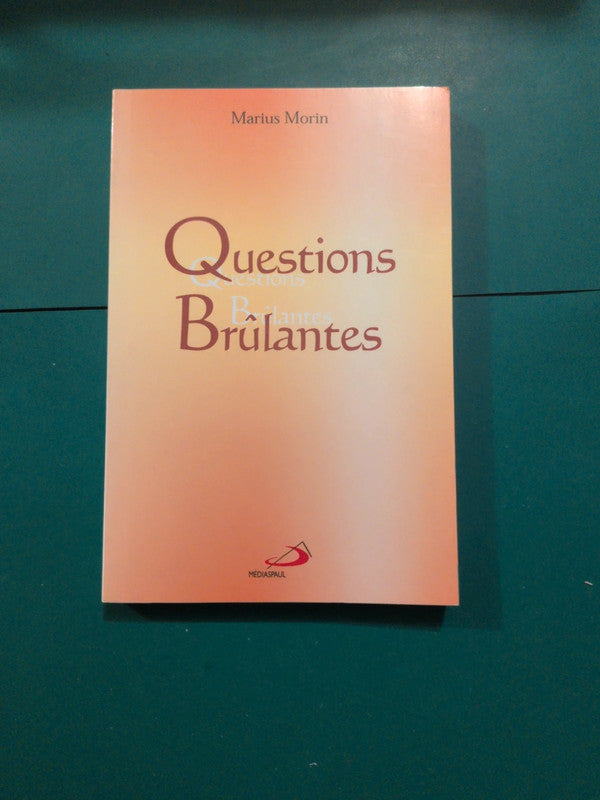 Marius Morin
Questions
Questions
Brûlantes
Brûlantes
MÉDIASPAUL